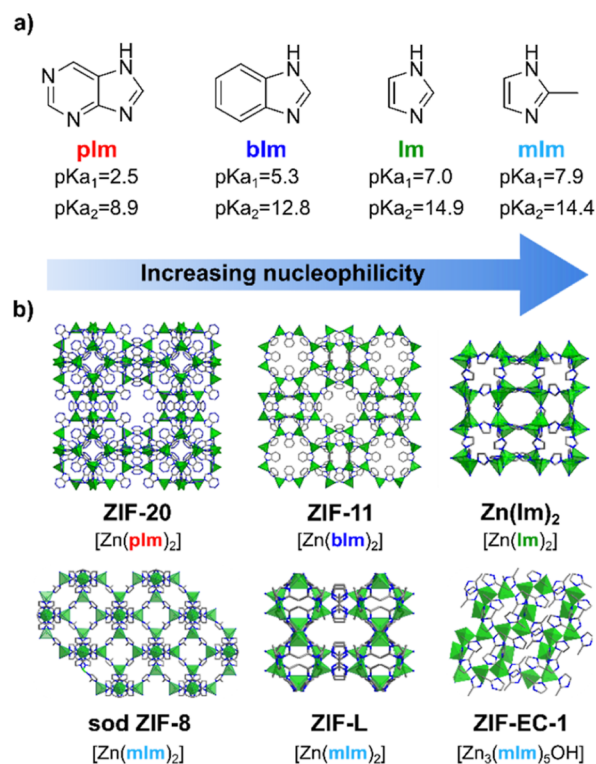 a)
H
N
N
N
N
H
N
N
H
N
N
H
N
N
pIm
bIm
Im
mIm
pKa₁=2.5
pKa₁=5.3
pKa₁=7.0
pKa₁=7.9
pKa₂=8.9
pKa₂=12.8
pKa₂=14.9
pKa₂=14.4
Increasing nucleophilicity
b)
ZIF-20
ZIF-11
Zn(Im)₂
[Zn(pIm)₂]
[Zn(bIm)₂]
[Zn(Im)₂]
sod ZIF-8
ZIF-L
ZIF-EC-1
[Zn(mIm)₂]
[Zn(mIm)₂]
[Zn₃(mIm)₅OH]